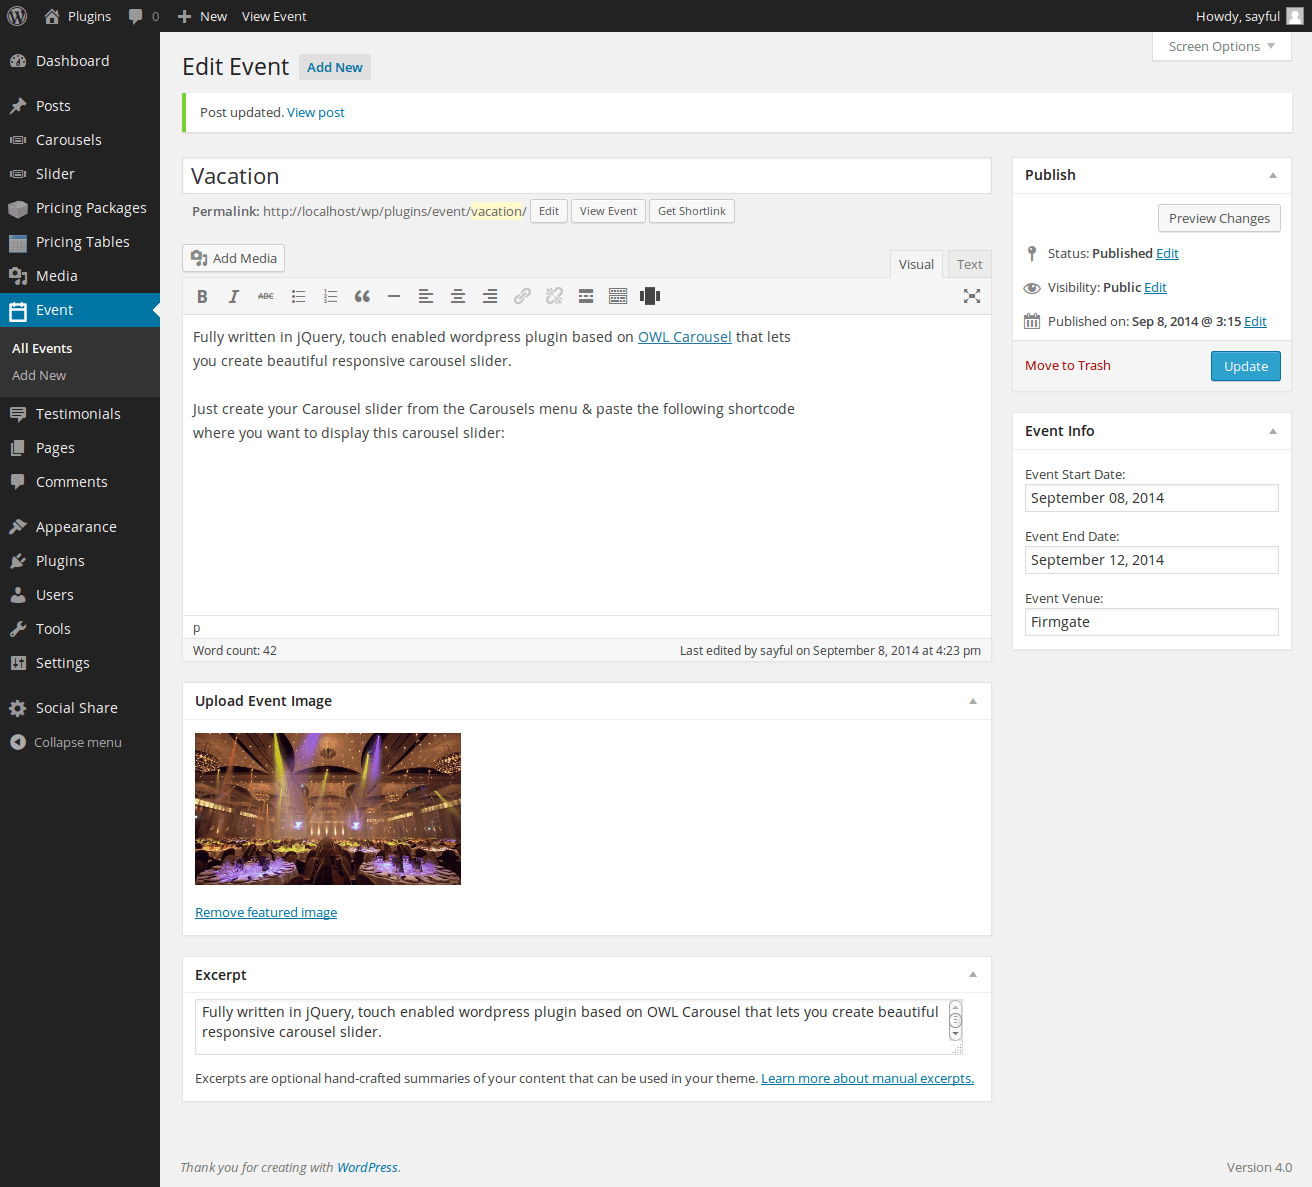 Plugins 0 New View Event Howdy, sayful
Screen Options
Dashboard
Posts
Carousels
Slider
Pricing Packages
Pricing Tables
Media
Event
All Events
Add New
Testimonials
Pages
Comments
Appearance
Plugins
Users
Tools
Settings
Social Share
Collapse menu
Edit Event Add New
Post updated. View post
Vacation
Permalink: http://localhost/wp/plugins/event/vacation/ Edit View Event Get Shortlink
Add Media
Visual Text
B I ABC
Fully written in jQuery, touch enabled wordpress plugin based on OWL Carousel that lets
you create beautiful responsive carousel slider.
Just create your Carousel slider from the Carousels menu & paste the following shortcode
where you want to display this carousel slider:
p
Word count: 42 Last edited by sayful on September 8, 2014 at 4:23 pm
Upload Event Image
Remove featured image
Excerpt
Fully written in jQuery, touch enabled wordpress plugin based on OWL Carousel that lets you create beautiful
responsive carousel slider.
Excerpts are optional hand-crafted summaries of your content that can be used in your theme. Learn more about manual excerpts.
Publish
Preview Changes
Status: Published Edit
Visibility: Public Edit
Published on: Sep 8, 2014 @ 3:15 Edit
Move to Trash Update
Event Info
Event Start Date:
September 08, 2014
Event End Date:
September 12, 2014
Event Venue:
Firmgate
Thank you for creating with WordPress. Version 4.0